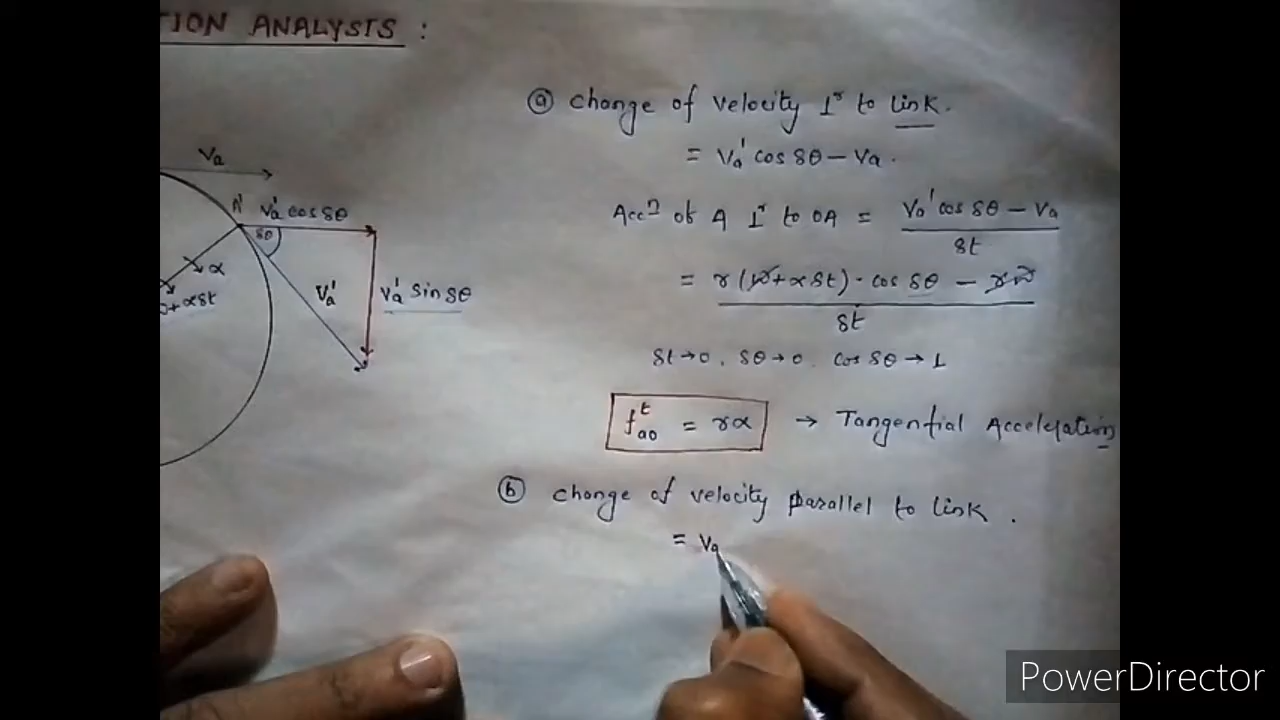 TION ANALYSTS :
Va
A' Va' cos δθ
δθ
α
+αδt
Va'
Va' sin δθ
ⓐ change of velocity ⊥r to link.
= Va' cos δθ – Va.
Accn of A ⊥r to OA = Va' cos δθ – Va
δt
= r (ω+αδt) · cos δθ – rω
δt
δt→0, δθ→0, cos δθ → 1
f^t_ao = rα → Tangential Acceleration
ⓑ change of velocity parallel to link.
= Va
PowerDirector